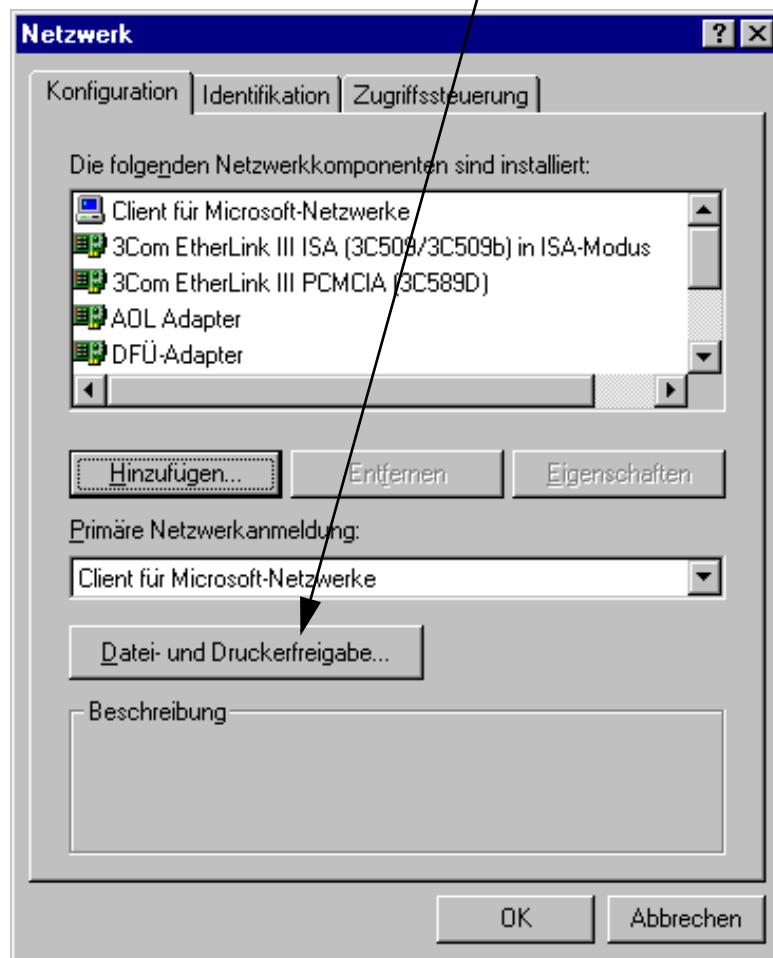 Netzwerk
Konfiguration Identifikation Zugriffssteuerung
Die folgenden Netzwerkkomponenten sind installiert:
Client für Microsoft-Netzwerke
3Com EtherLink III ISA (3C509/3C509b) in ISA-Modus
3Com EtherLink III PCMCIA (3C589D)
AOL Adapter
DFÜ-Adapter
Hinzufügen... Entfernen Eigenschaften
Primäre Netzwerkanmeldung:
Client für Microsoft-Netzwerke
Datei- und Druckerfreigabe...
Beschreibung
OK Abbrechen